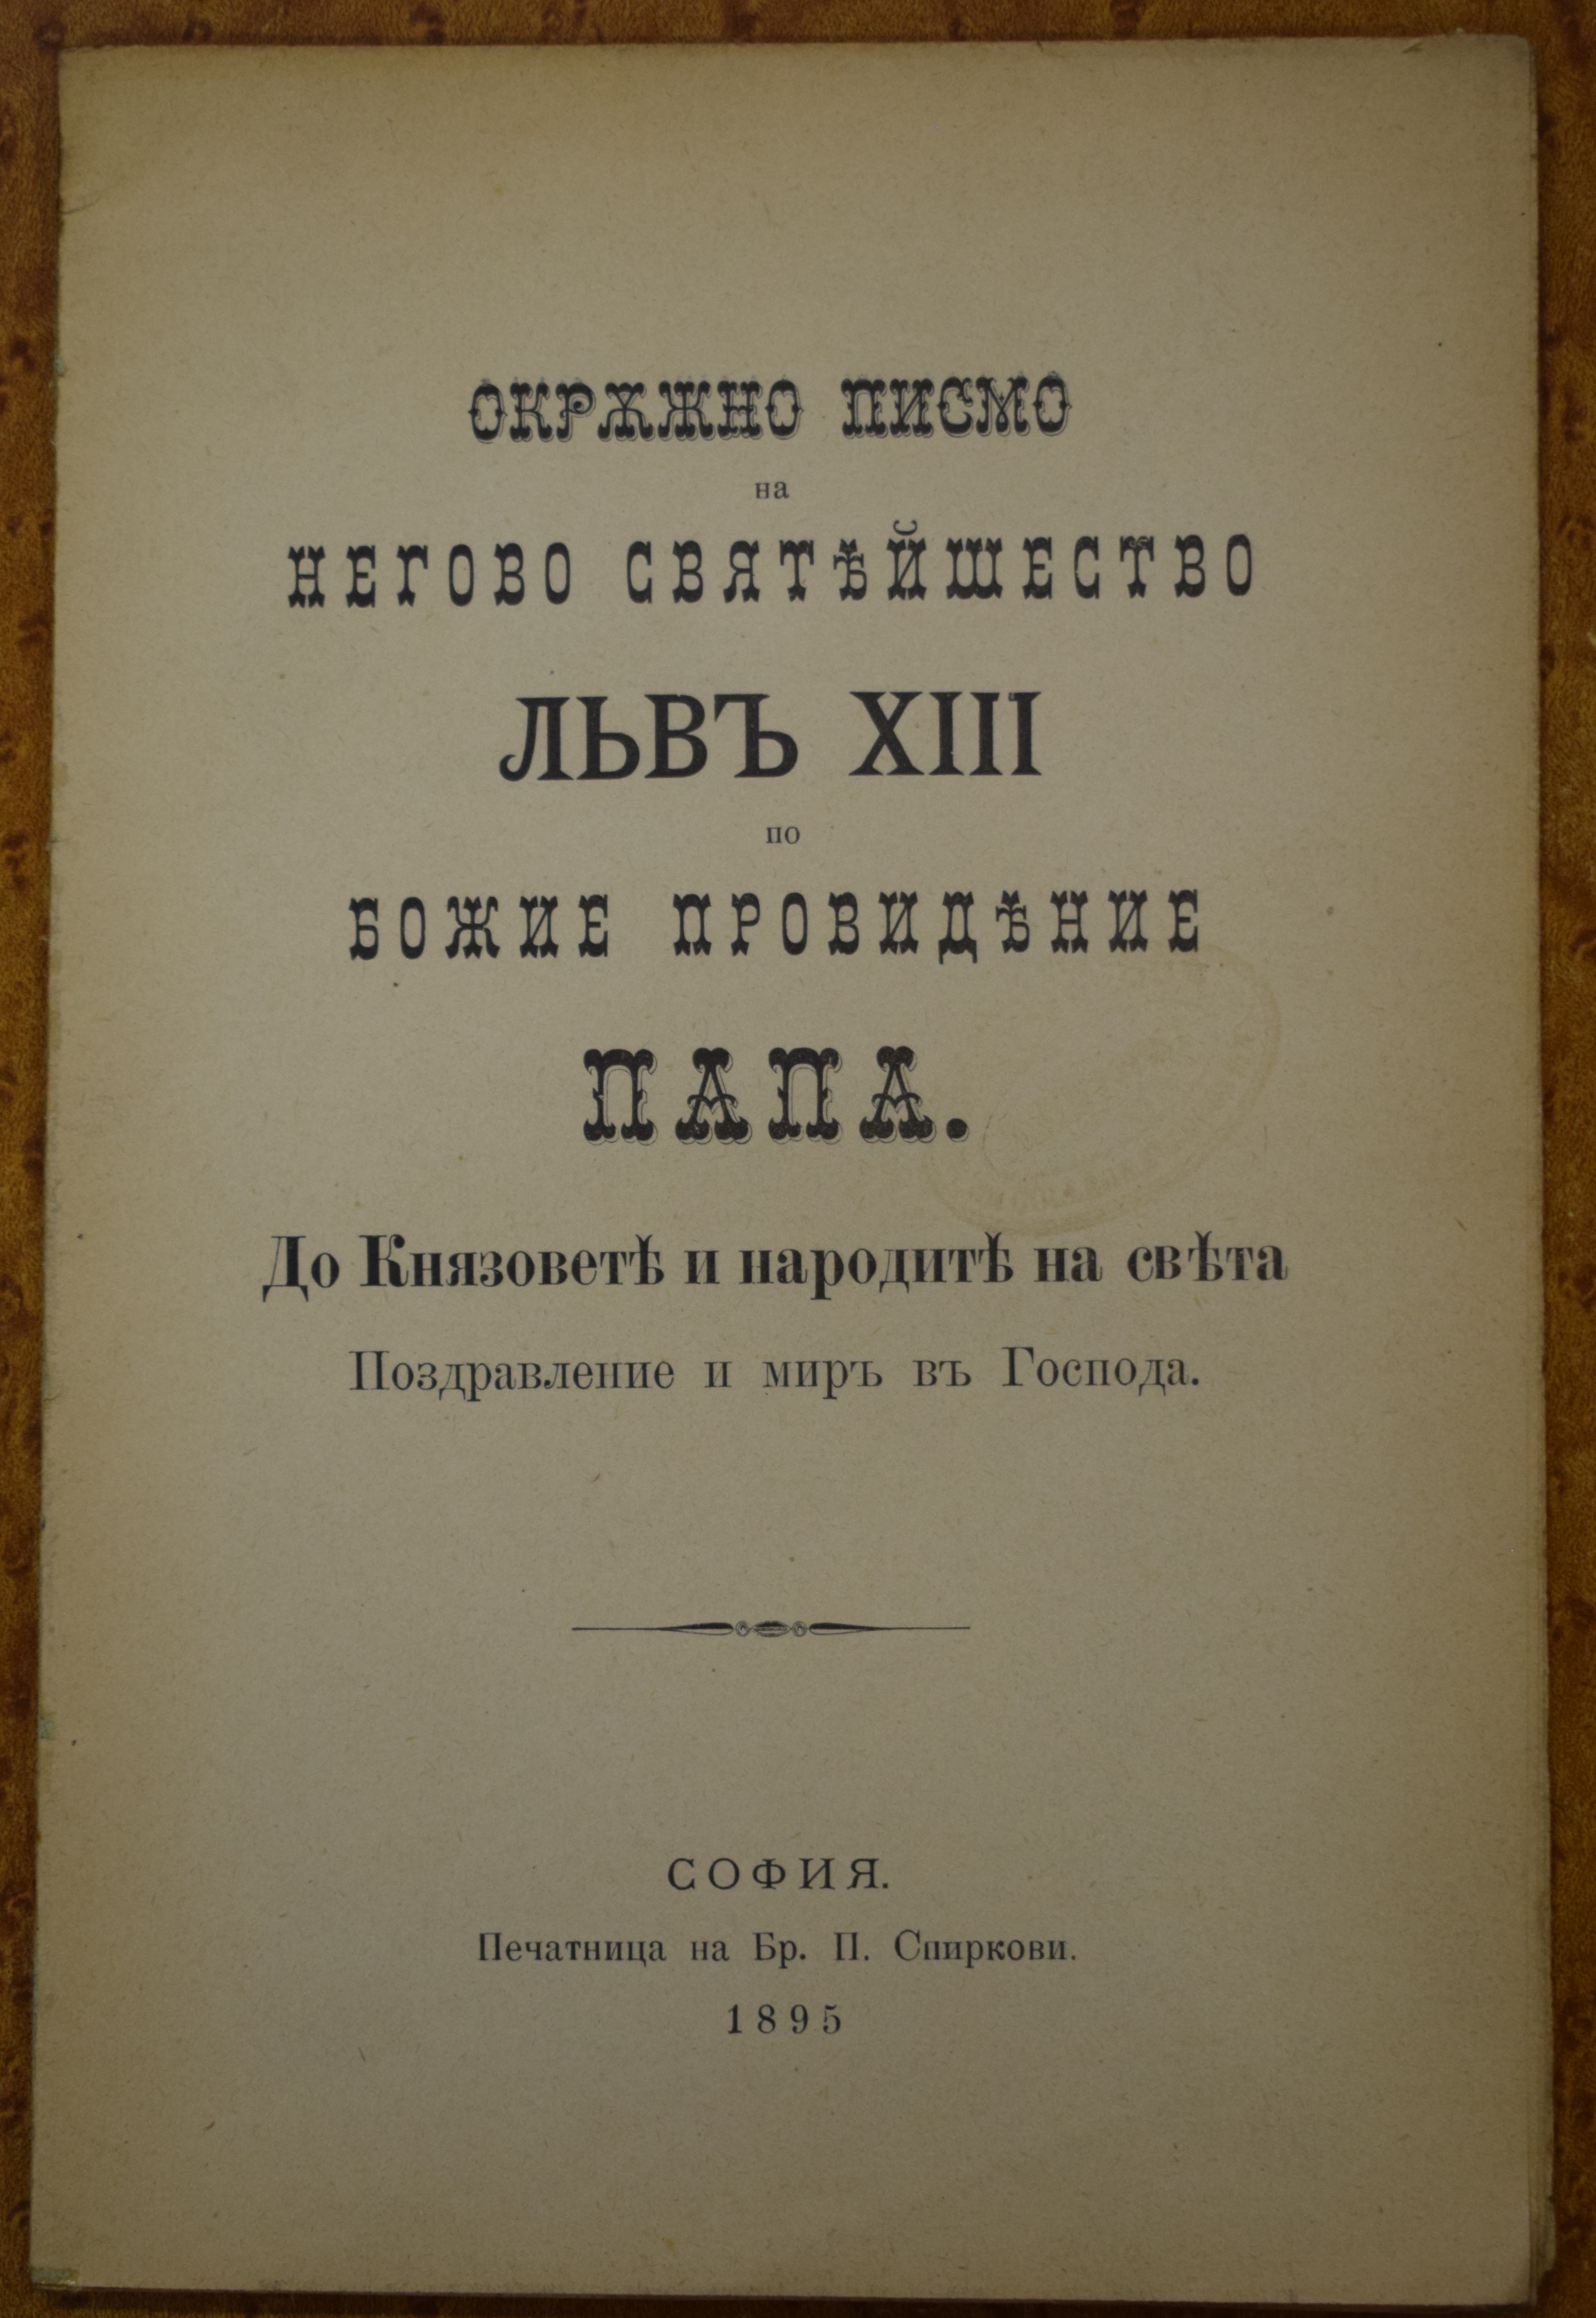 ОКРѪЖНО ПИСМО
на
НЕГОВО СВЯТѢЙШЕСТВО
ЛЬВЪ XIII
по
БОЖИЕ ПРОВИДѢНИЕ
ПАПА.
До Князоветѣ и народитѣ на свѣта
Поздравление и миръ въ Господа.
СОФИЯ.
Печатница на Бр. П. Спиркови.
1895